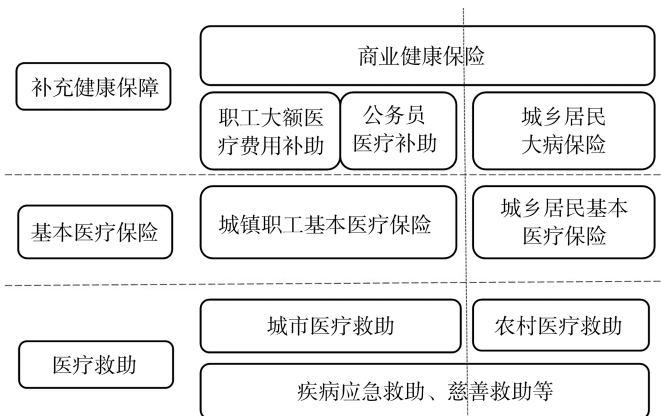 商业健康保险
补充健康保障
职工大额医
疗费用补助
公务员
医疗补助
城乡居民
大病保险
基本医疗保险
城镇职工基本医疗保险
城乡居民基本
医疗保险
城市医疗救助
农村医疗救助
医疗救助
疾病应急救助、慈善救助等